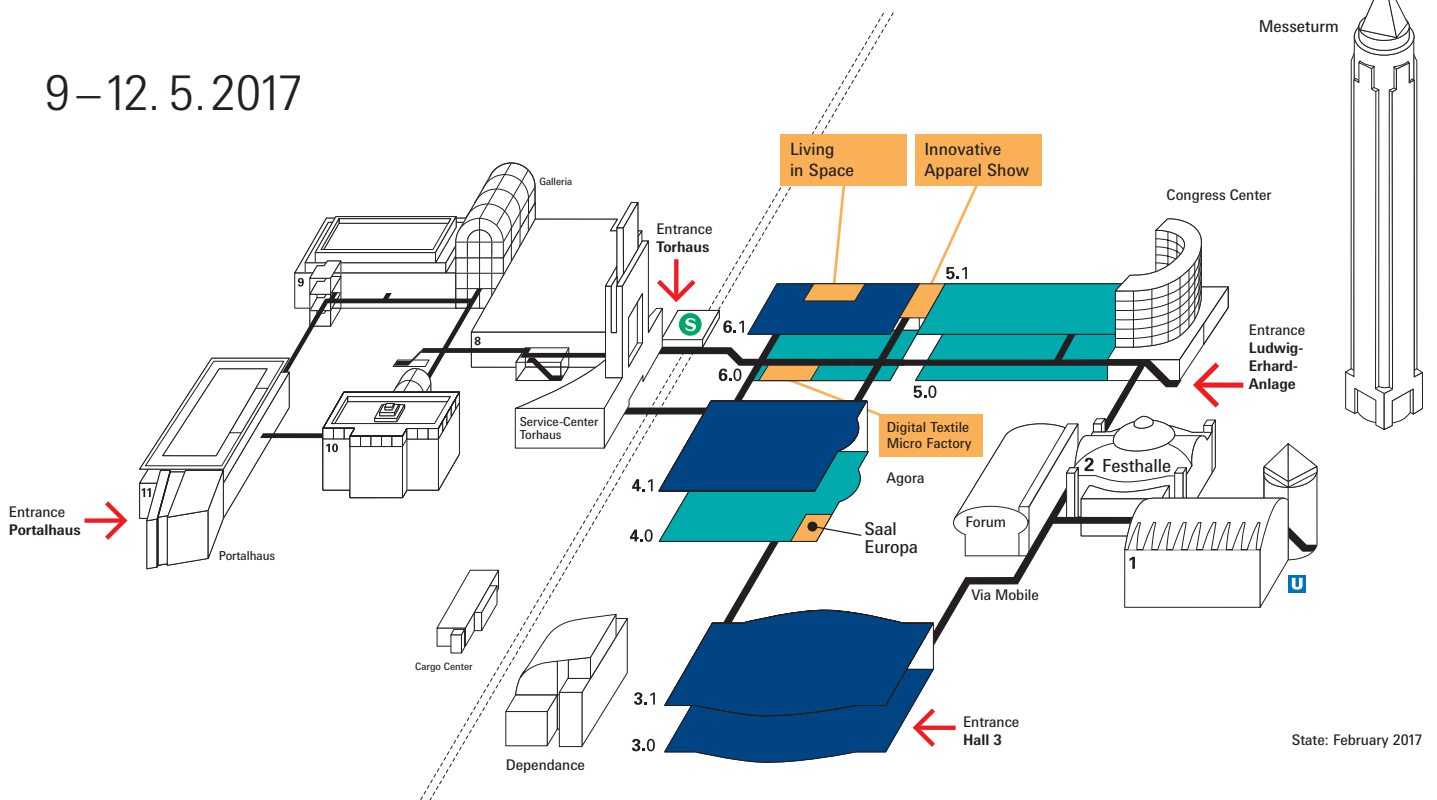 Messeturm
9–12. 5. 2017
Living
in Space
Innovative
Apparel Show
Galleria
Congress Center
Entrance
Torhaus
S
9
5.1
6.1
8
6.0
5.0
Entrance
Ludwig-
Erhard-
Anlage
Service-Center
Torhaus
Digital Textile
Micro Factory
10
2 Festhalle
11
4.1
Agora
Entrance
Portalhaus
Portalhaus
4.0
Saal
Europa
Forum
1
U
Via Mobile
Cargo Center
3.1
3.0
Entrance
Hall 3
Dependance
State: February 2017